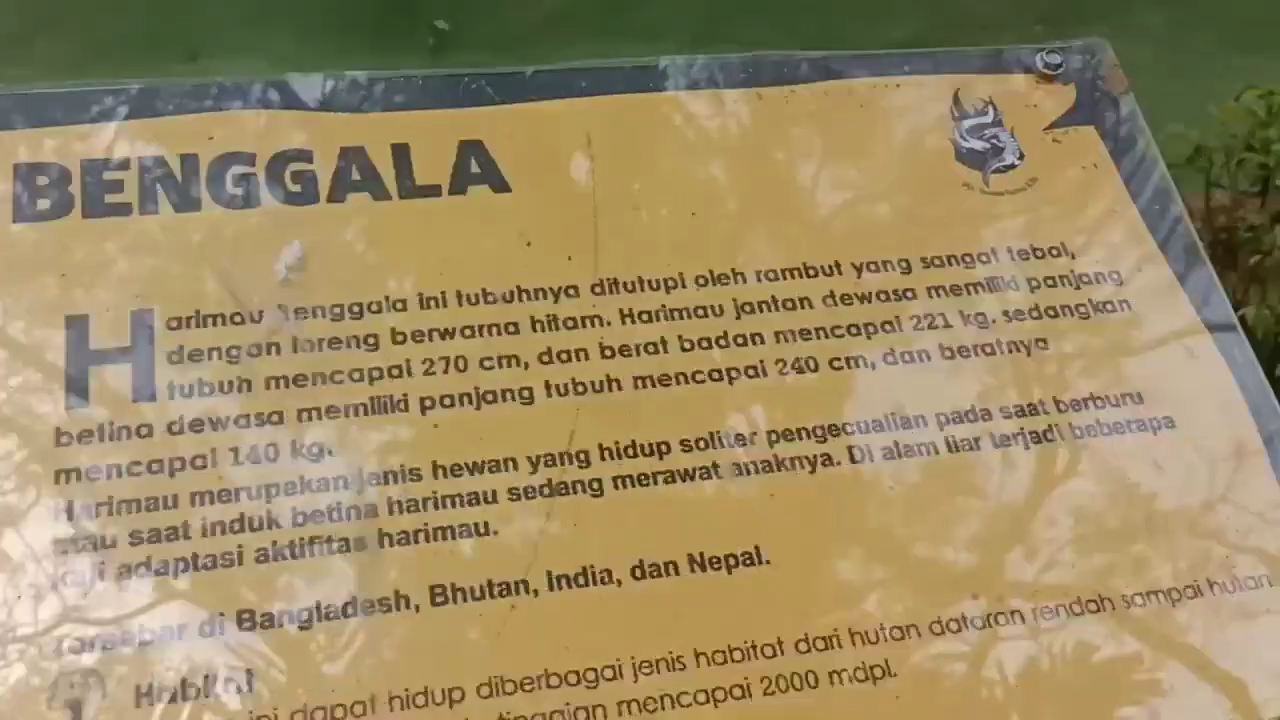 BENGGALA
Harimau Benggala ini tubuhnya ditutupi oleh rambut yang sangat tebal,
dengan loreng berwarna hitam. Harimau jantan dewasa memiliki panjang
tubuh mencapai 270 cm, dan berat badan mencapai 221 kg. sedangkan
betina dewasa memiliki panjang tubuh mencapai 240 cm, dan beratnya
mencapai 140 kg.
Harimau merupakan jenis hewan yang hidup soliter pengecualian pada saat berburu
atau saat induk betina harimau sedang merawat anaknya. Di alam liar terjadi beberapa
kali adaptasi aktifitas harimau.
Tersebar di Bangladesh, Bhutan, India, dan Nepal.
Habitat
ini dapat hidup diberbagai jenis habitat dari hutan dataran rendah sampai hutan
mencapai 2000 mdpl.